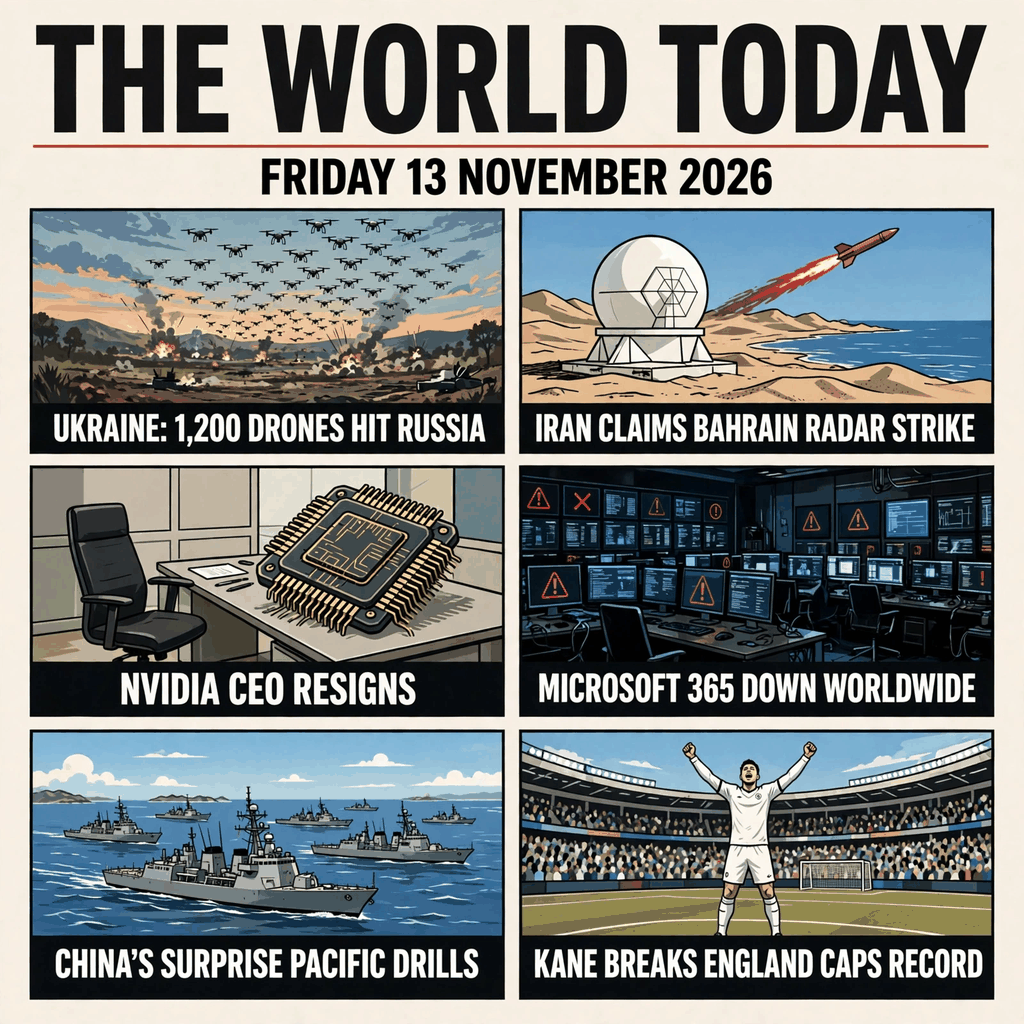 THE WORLD TODAY
FRIDAY 13 NOVEMBER 2026
UKRAINE: 1,200 DRONES HIT RUSSIA
IRAN CLAIMS BAHRAIN RADAR STRIKE
NVIDIA CEO RESIGNS
MICROSOFT 365 DOWN WORLDWIDE
CHINA'S SURPRISE PACIFIC DRILLS
KANE BREAKS ENGLAND CAPS RECORD